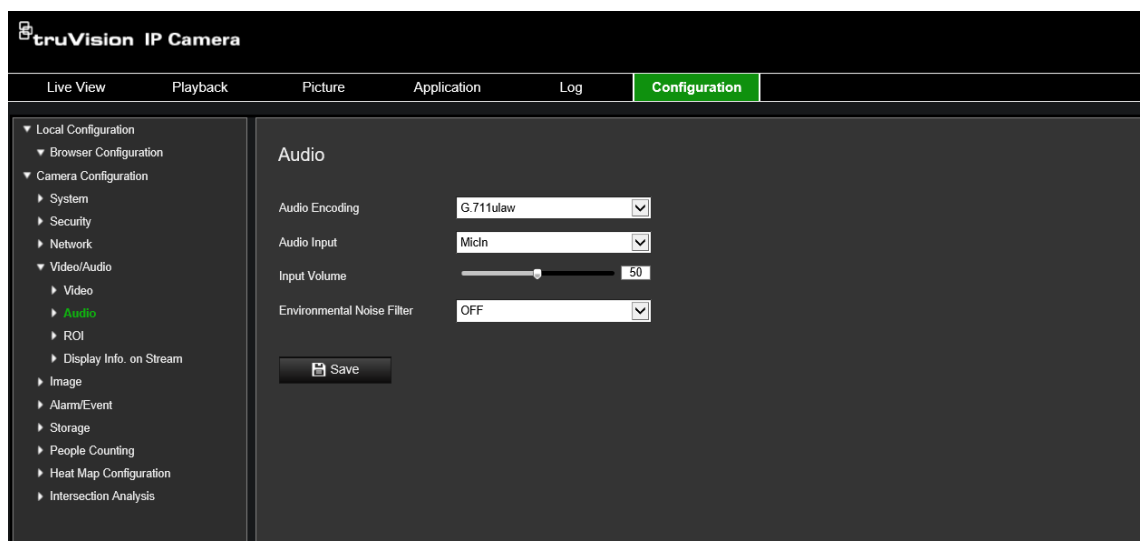 truVision IP Camera
Live View Playback Picture Application Log Configuration
Local Configuration
Browser Configuration
Camera Configuration
System
Security
Network
Video/Audio
Video
Audio
ROI
Display Info. on Stream
Image
Alarm/Event
Storage
People Counting
Heat Map Configuration
Intersection Analysis
Audio
Audio Encoding G.711ulaw
Audio Input MicIn
Input Volume 50
Environmental Noise Filter OFF
Save